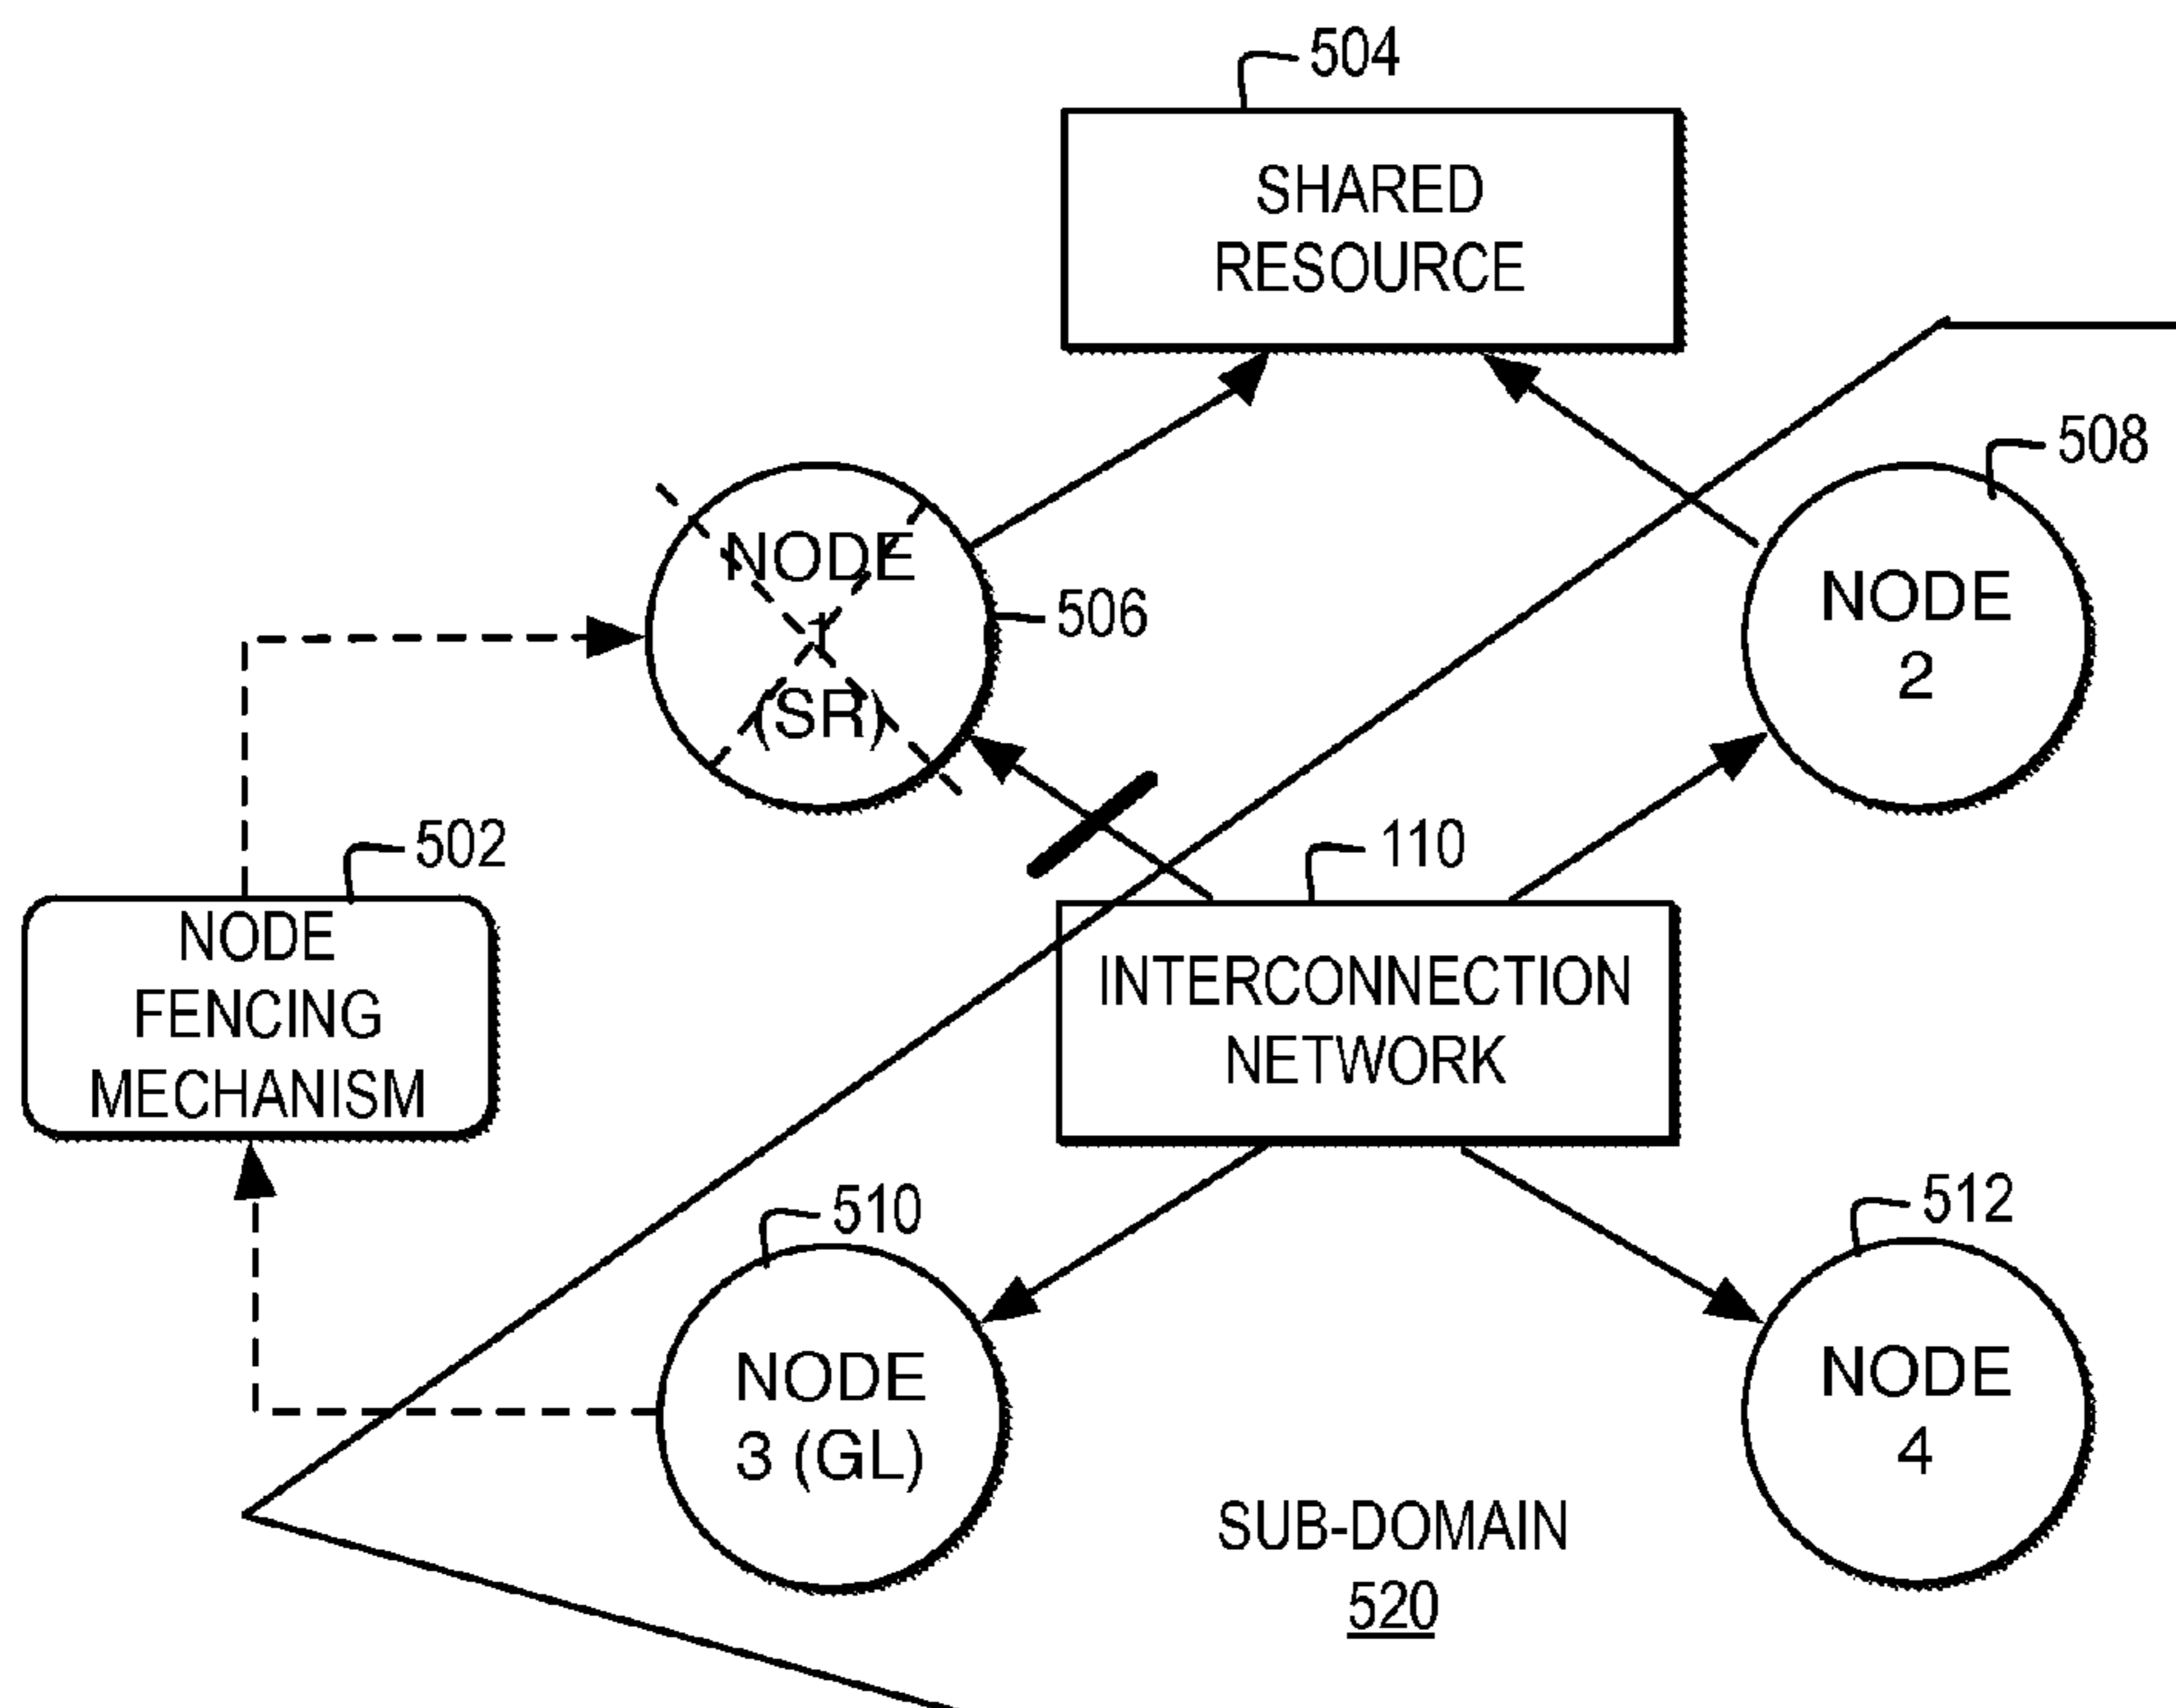 504
SHARED
RESOURCE
508
NODE
1
(SR)
506
NODE
2
502
NODE
FENCING
MECHANISM
110
INTERCONNECTION
NETWORK
510
NODE
3 (GL)
512
NODE
4
SUB-DOMAIN
520